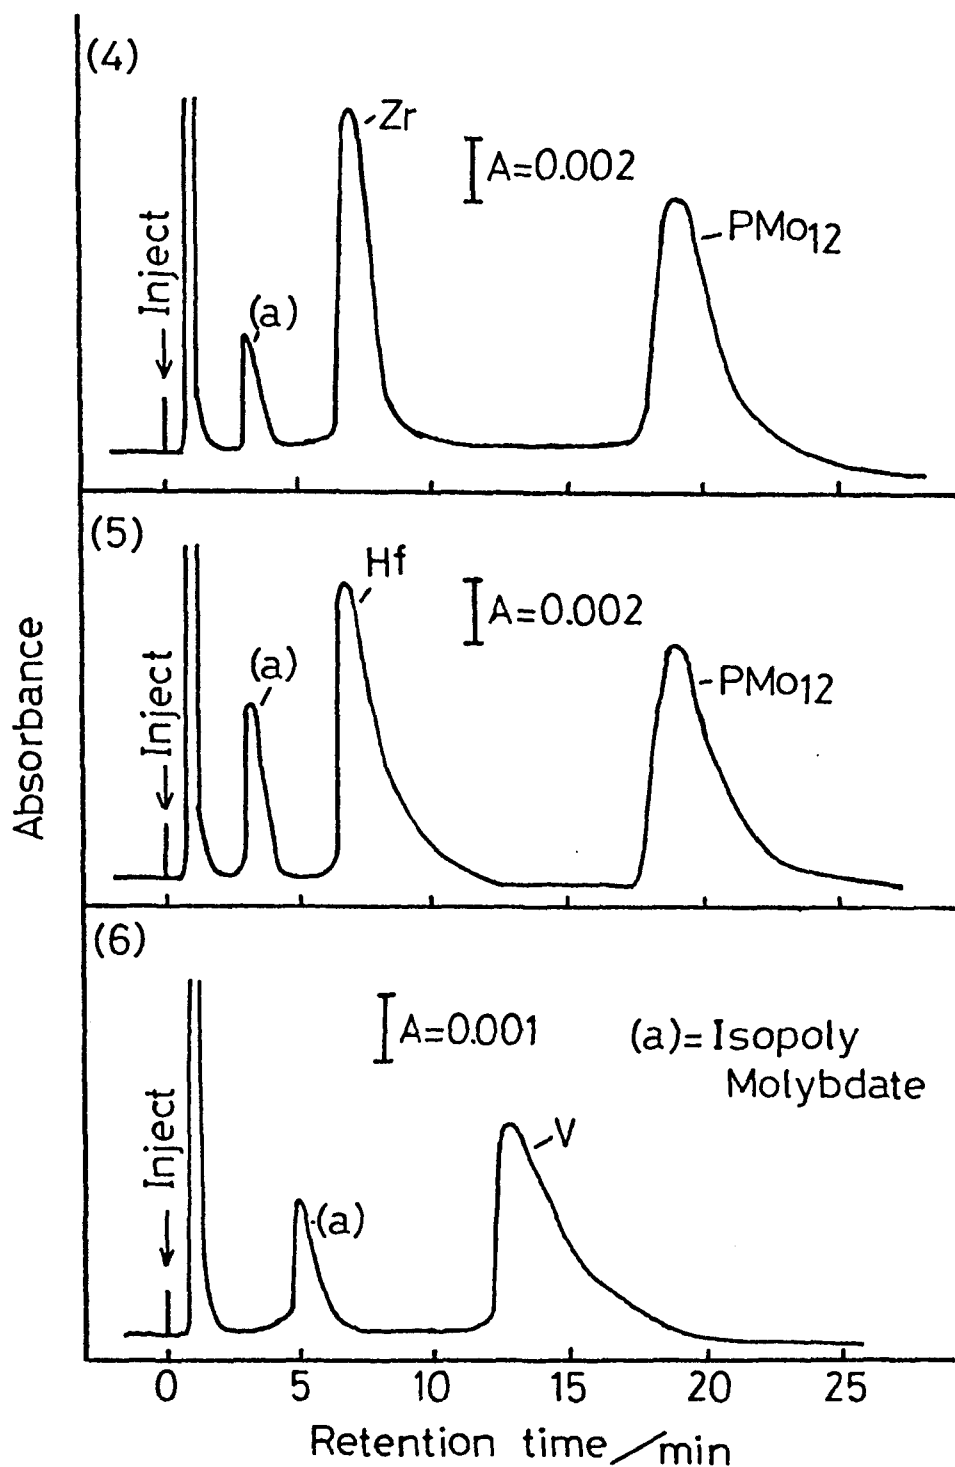 (4)
Zr
A=0.002
PMo12
Inject
(a)
(5)
Hf
A=0.002
(a)
PMo12
Inject
Absorbance
(6)
A=0.001
(a)= Isopoly
Molybdate
Inject
V
(a)
0 5 10 15 20 25
Retention time/min